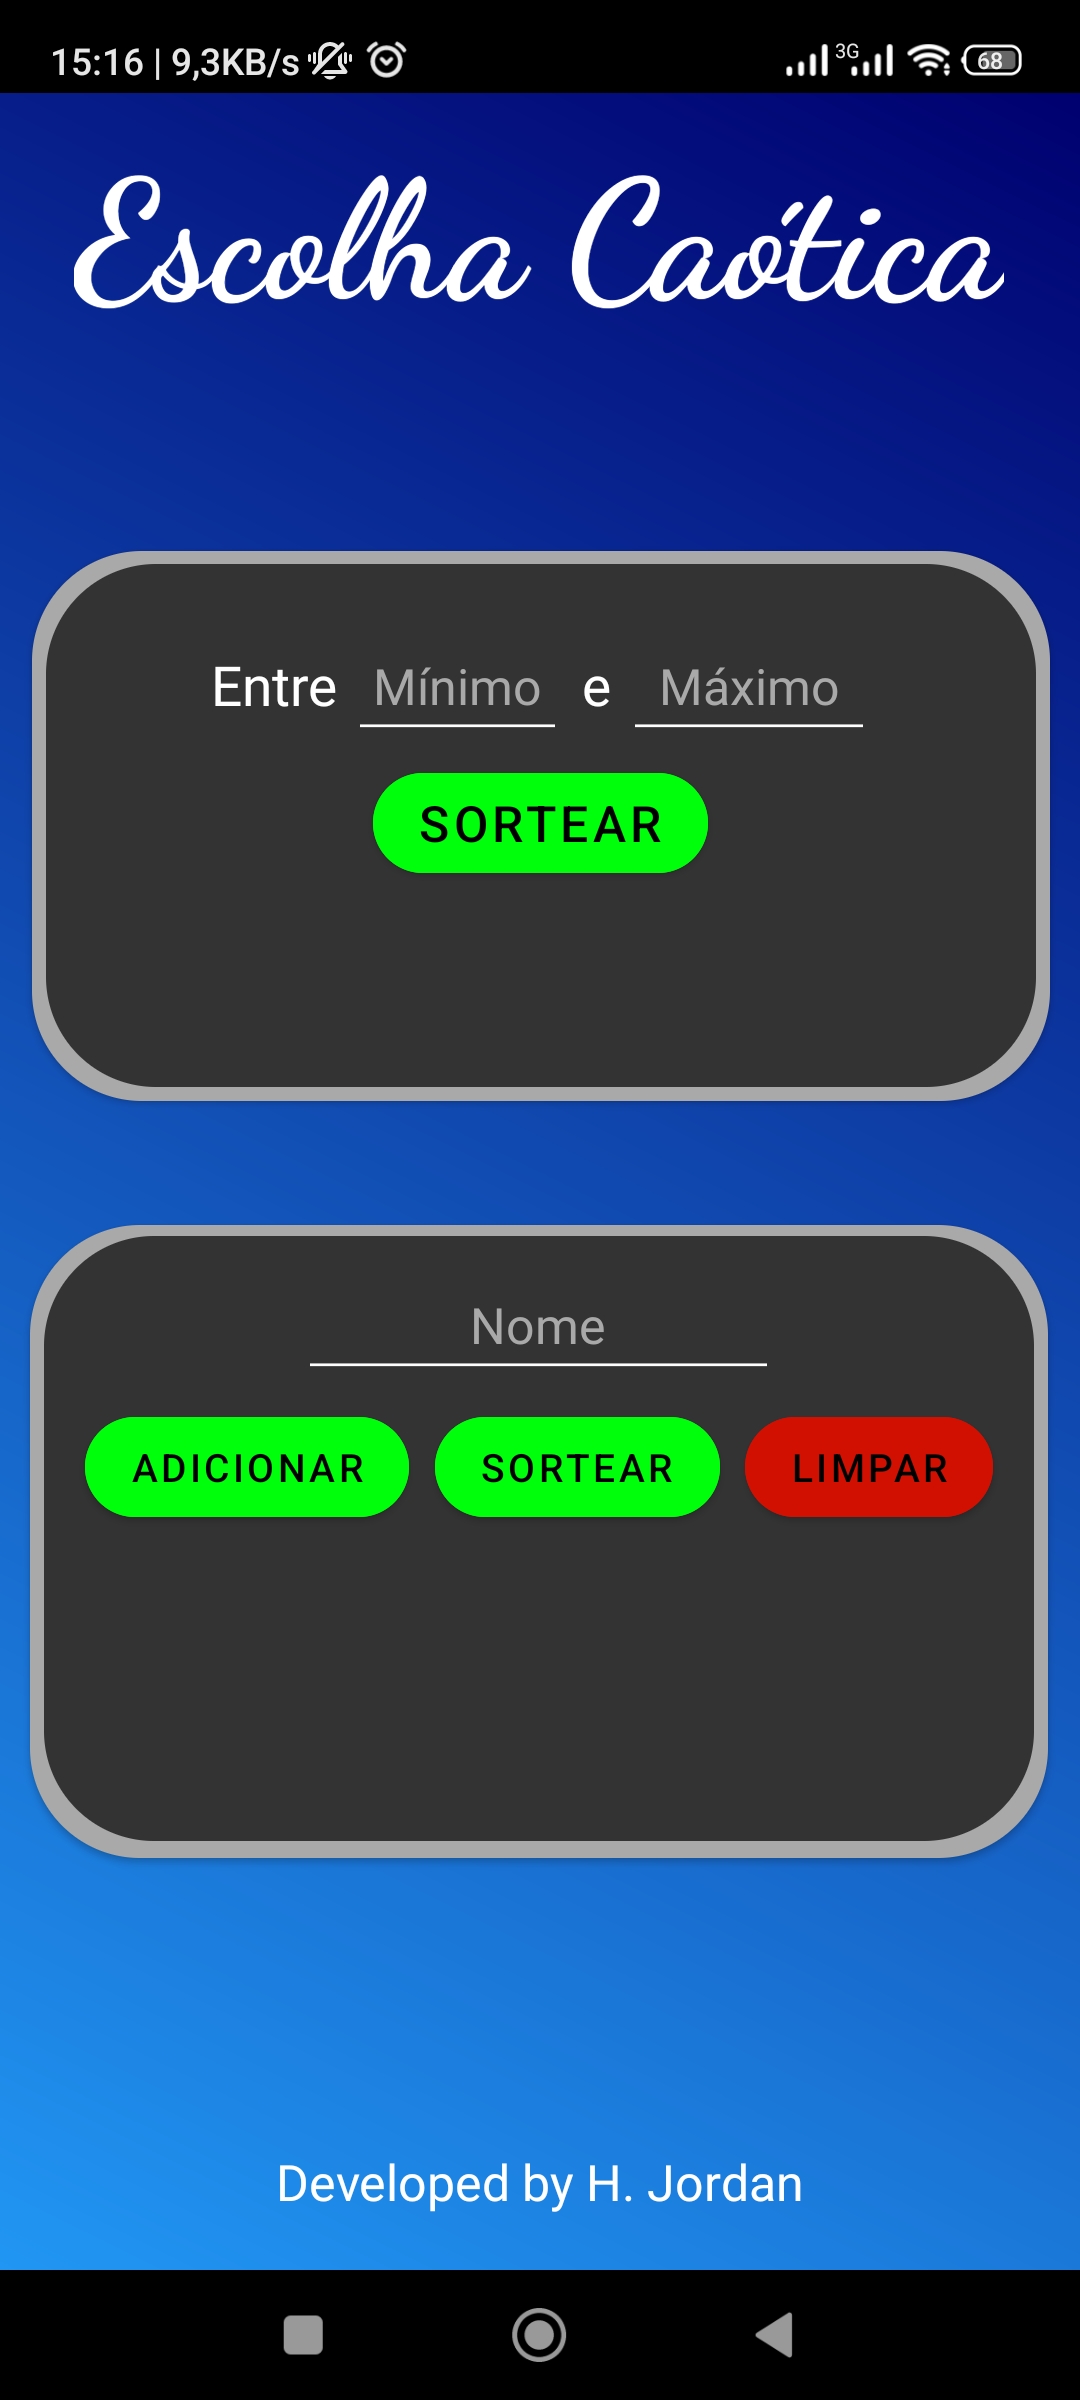 15:16 | 9,3KB/s 3G 68
Escolha Caótica
Entre Mínimo e Máximo
SORTEAR
Nome
ADICIONAR SORTEAR LIMPAR
Developed by H. Jordan